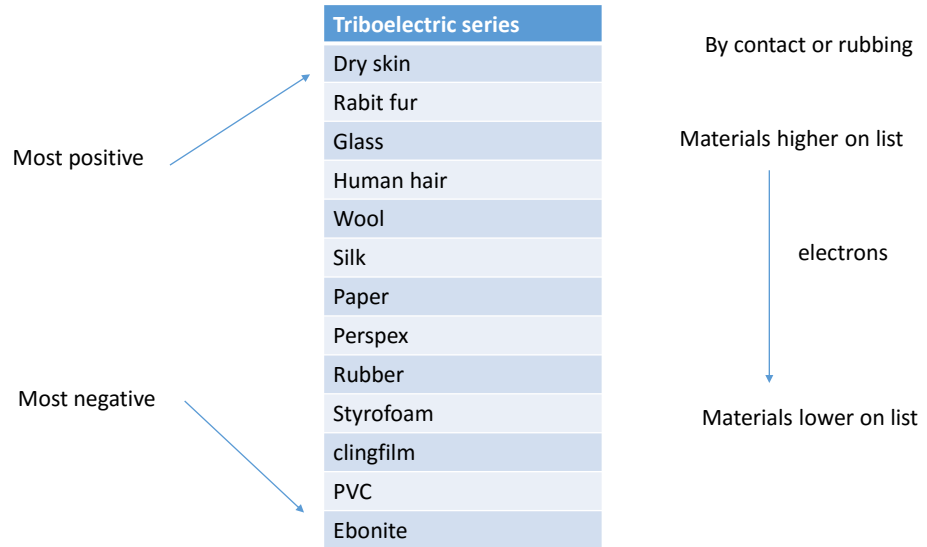 Triboelectric series
Dry skin
Rabit fur
Glass
Human hair
Wool
Silk
Paper
Perspex
Rubber
Styrofoam
clingfilm
PVC
Ebonite
Most positive
Most negative
By contact or rubbing
Materials higher on list
electrons
Materials lower on list